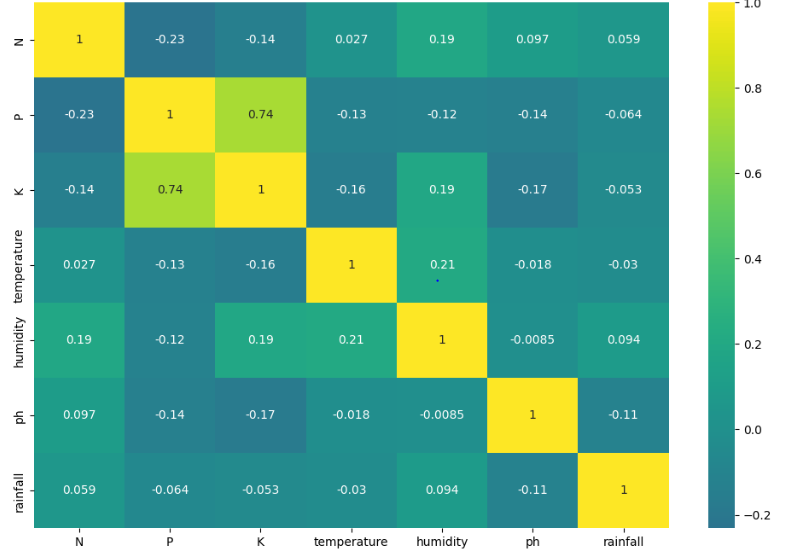 N 1 -0.23 -0.14 0.027 0.19 0.097 0.059
P -0.23 1 0.74 -0.13 -0.12 -0.14 -0.064
K -0.14 0.74 1 -0.16 0.19 -0.17 -0.053
temperature 0.027 -0.13 -0.16 1 0.21 -0.018 -0.03
humidity 0.19 -0.12 0.19 0.21 1 -0.0085 0.094
ph 0.097 -0.14 -0.17 -0.018 -0.0085 1 -0.11
rainfall 0.059 -0.064 -0.053 -0.03 0.094 -0.11 1
N P K temperature humidity ph rainfall
1.0
0.8
0.6
0.4
0.2
0.0
−0.2